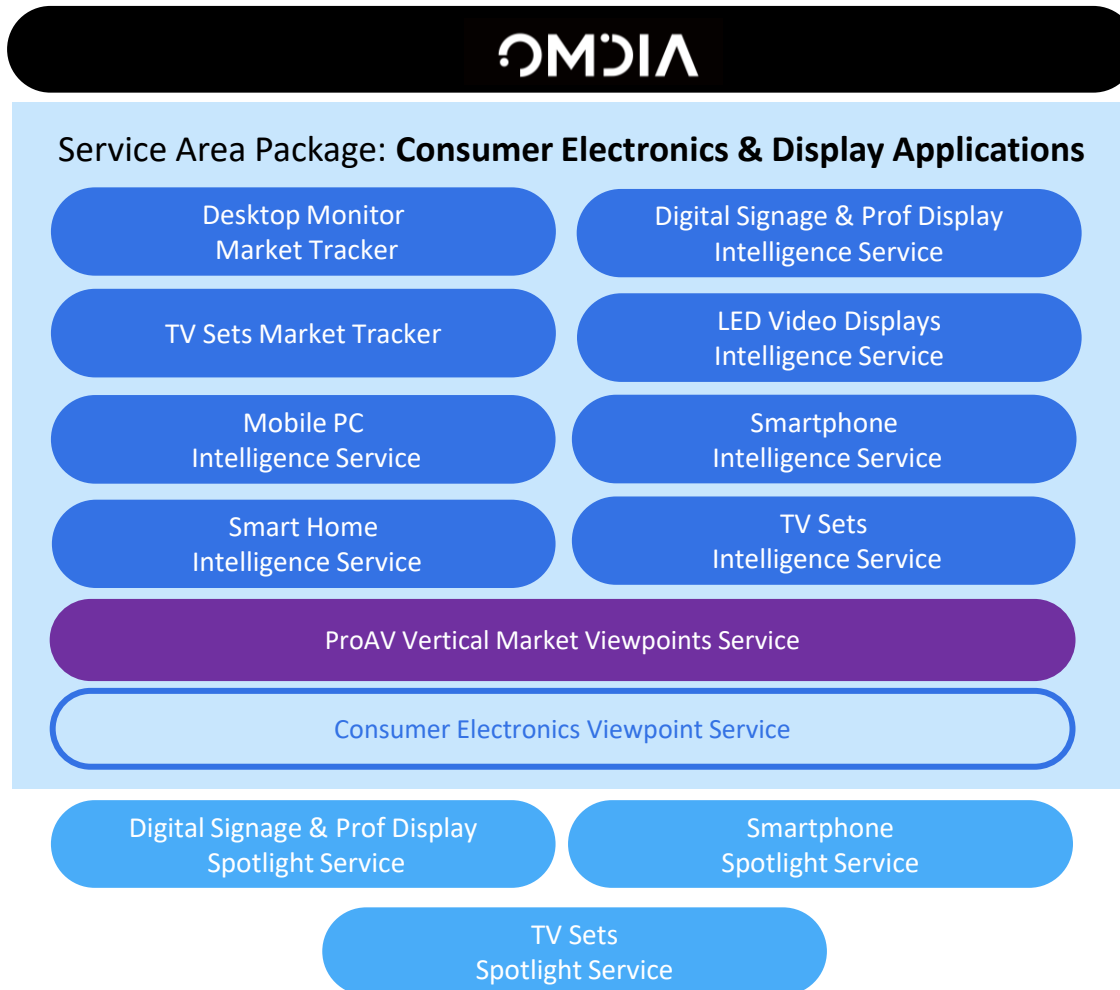 OMDIA
Service Area Package: Consumer Electronics & Display Applications
Desktop Monitor
Market Tracker
Digital Signage & Prof Display
Intelligence Service
TV Sets Market Tracker
LED Video Displays
Intelligence Service
Mobile PC
Intelligence Service
Smartphone
Intelligence Service
Smart Home
Intelligence Service
TV Sets
Intelligence Service
ProAV Vertical Market Viewpoints Service
Consumer Electronics Viewpoint Service
Digital Signage & Prof Display
Spotlight Service
Smartphone
Spotlight Service
TV Sets
Spotlight Service